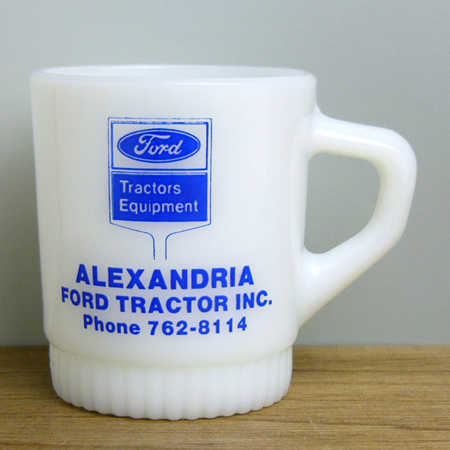 Ford
Tractors
Equipment
ALEXANDRIA
FORD TRACTOR INC.
Phone 762-8114